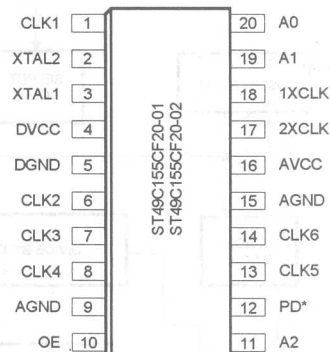 CLK1 1
XTAL2 2
XTAL1 3
DVCC 4
DGND 5
CLK2 6
CLK3 7
CLK4 8
AGND 9
OE 10
ST49C155CF20-01
ST49C155CF20-02
20 A0
19 A1
18 1XCLK
17 2XCLK
16 AVCC
15 AGND
14 CLK6
13 CLK5
12 PD*
11 A2